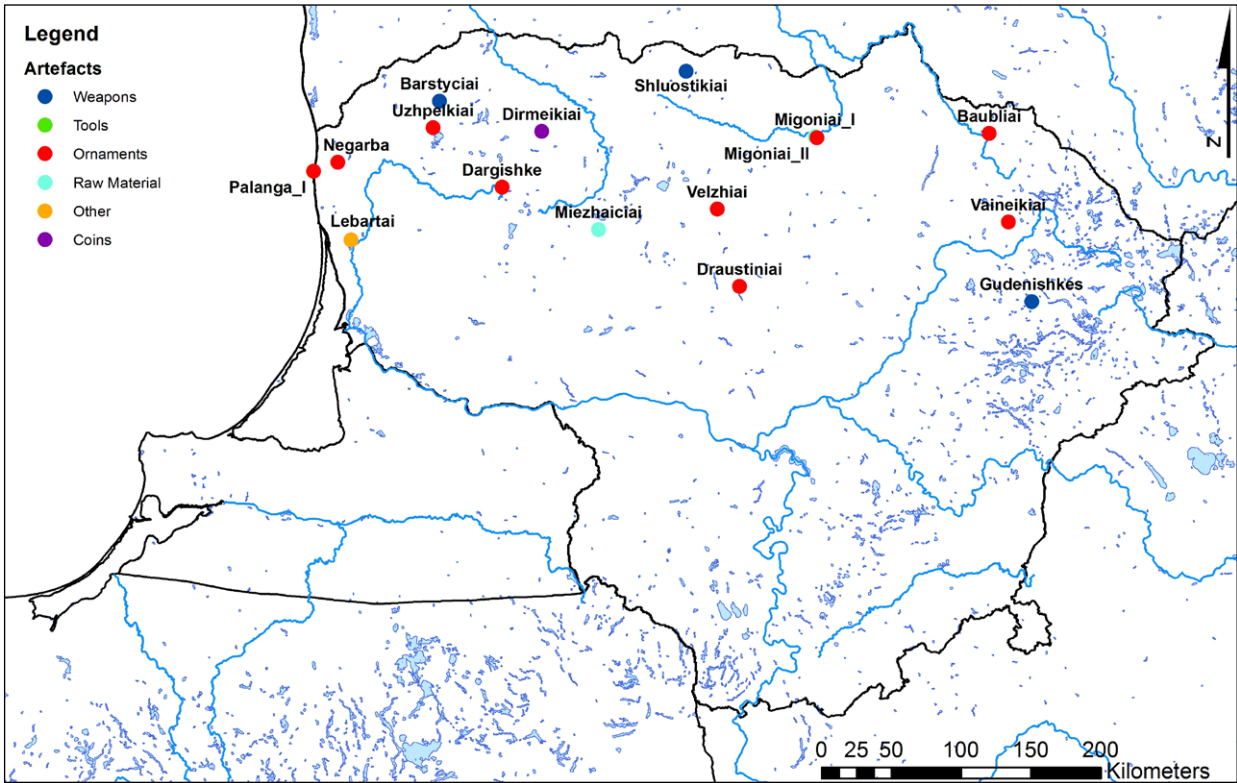 Legend
Artefacts
Weapons
Tools
Ornaments
Raw Material
Other
Coins
Barstyciai
Uzhpelkiai
Dirmeikiai
Shluostikiai
Migoniai_I
Migoniai_II
Baubliai
N
Negarba
Palanga_I
Dargishke
Lebartai
Miezhaiciai
Velzhiai
Vaineikiai
Draustiniai
Gudenishkes
0 25 50 100 150 200
Kilometers